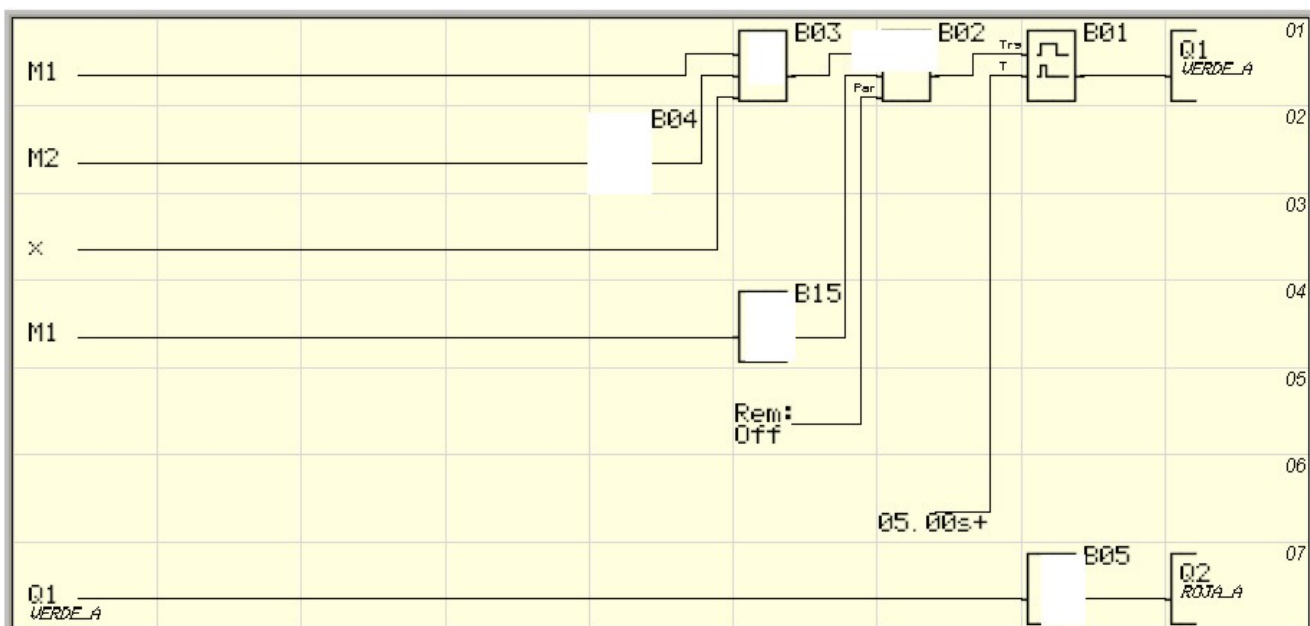 B03
B02
Trg
B01
01
Q1
VERDE_A
M1
T
Par
B04
02
M2
03
x
B15
04
M1
05
Rem:
Off
06
05.00s+
B05
07
Q2
ROJA_A
Q1
VERDE_A